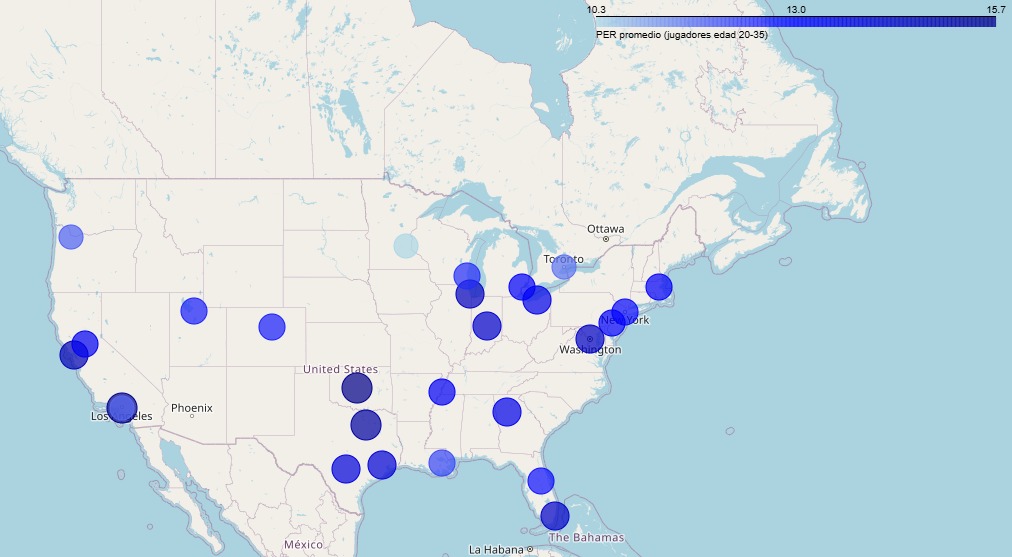 10.3 13.0 15.7
PER promedio (jugadores edad 20-35)
Ottawa
Toronto
New York
Washington
United States
Phoenix
Los Angeles
México
The Bahamas
La Habana